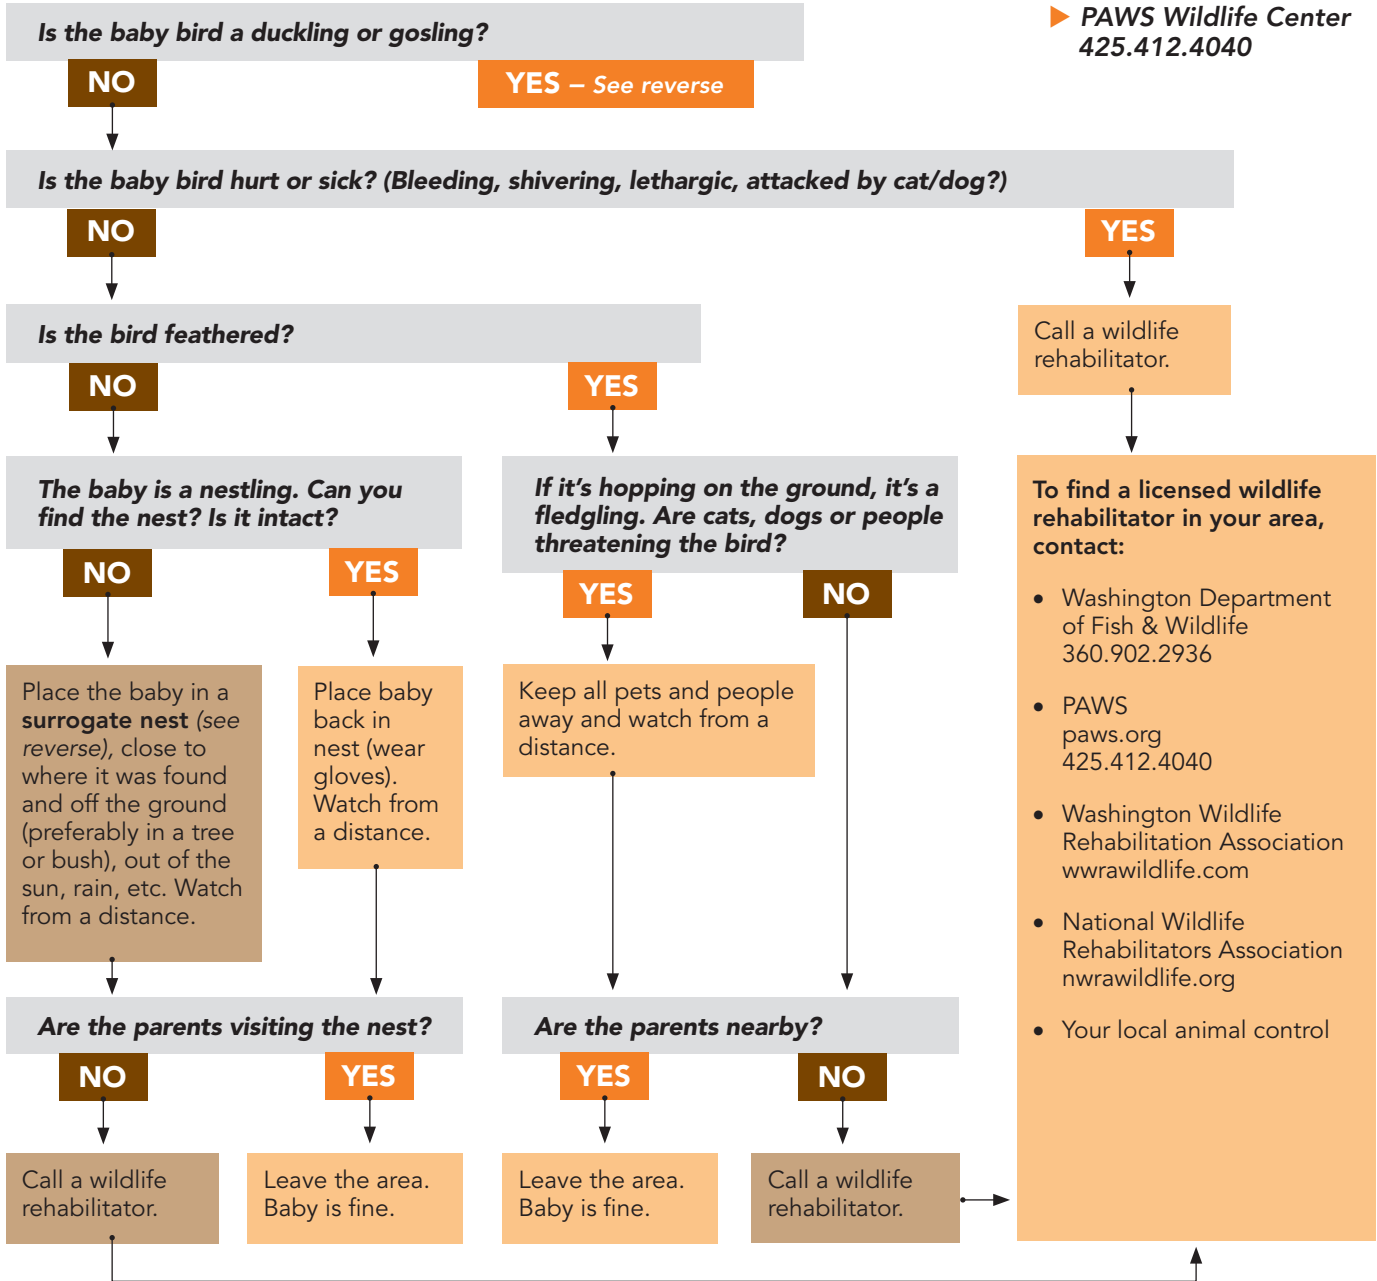 Is the baby bird a duckling or gosling?
PAWS Wildlife Center
425.412.4040
NO
YES – See reverse
Is the baby bird hurt or sick? (Bleeding, shivering, lethargic, attacked by cat/dog?)
NO
YES
Is the bird feathered?
Call a wildlife
rehabilitator.
NO
YES
The baby is a nestling. Can you
find the nest? Is it intact?
If it's hopping on the ground, it's a
fledgling. Are cats, dogs or people
threatening the bird?
To find a licensed wildlife
rehabilitator in your area,
contact:
• Washington Department
of Fish & Wildlife
360.902.2936
• PAWS
paws.org
425.412.4040
• Washington Wildlife
Rehabilitation Association
wwrawildlife.com
• National Wildlife
Rehabilitators Association
nwrawildlife.org
• Your local animal control
NO
YES
YES
NO
Place the baby in a
surrogate nest (see
reverse), close to
where it was found
and off the ground
(preferably in a tree
or bush), out of the
sun, rain, etc. Watch
from a distance.
Place baby
back in
nest (wear
gloves).
Watch from
a distance.
Keep all pets and people
away and watch from a
distance.
Are the parents visiting the nest?
Are the parents nearby?
NO
YES
YES
NO
Call a wildlife
rehabilitator.
Leave the area.
Baby is fine.
Leave the area.
Baby is fine.
Call a wildlife
rehabilitator.